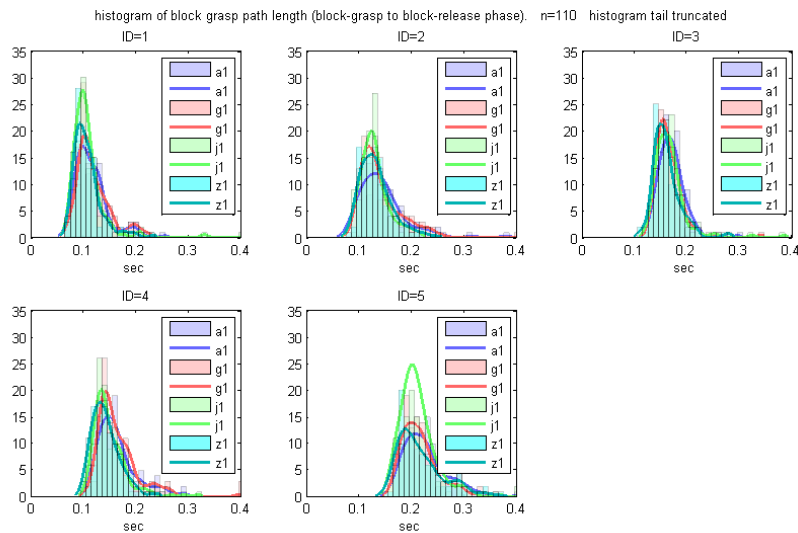 histogram of block grasp path length (block-grasp to block-release phase).    n=110    histogram tail truncated
ID=1
35
30
25
20
15
10
5
0
0 0.1 0.2 0.3 0.4
sec
a1
a1
g1
g1
j1
j1
z1
z1
ID=2
35
30
25
20
15
10
5
0
0 0.1 0.2 0.3 0.4
sec
a1
a1
g1
g1
j1
j1
z1
z1
ID=3
35
30
25
20
15
10
5
0
0 0.1 0.2 0.3 0.4
sec
a1
a1
g1
g1
j1
j1
z1
z1
ID=4
35
30
25
20
15
10
5
0
0 0.1 0.2 0.3 0.4
sec
a1
a1
g1
g1
j1
j1
z1
z1
ID=5
35
30
25
20
15
10
5
0
0 0.1 0.2 0.3 0.4
sec
a1
a1
g1
g1
j1
j1
z1
z1